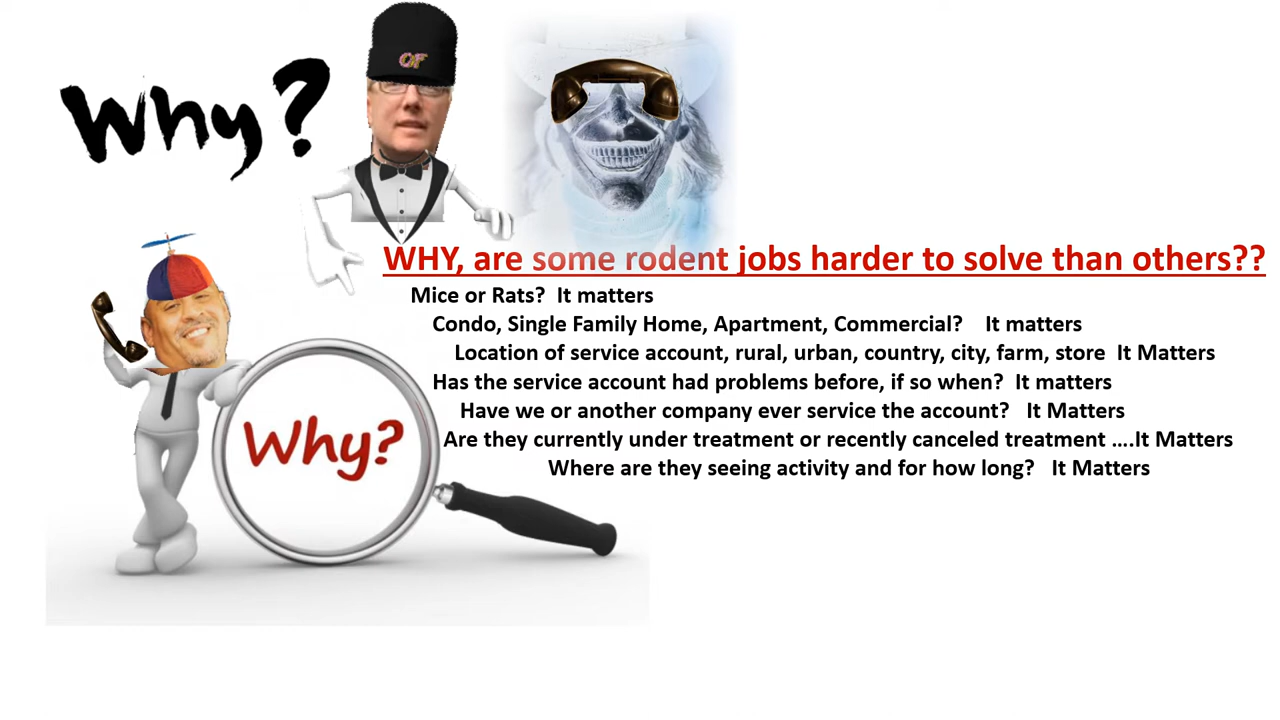 Why?
OF
WHY, are some rodent jobs harder to solve than others??
Mice or Rats?  It matters
Condo, Single Family Home, Apartment, Commercial?    It matters
Location of service account, rural, urban, country, city, farm, store  It Matters
Has the service account had problems before, if so when?  It matters
Have we or another company ever service the account?   It Matters
Are they currently under treatment or recently canceled treatment ….It Matters
Where are they seeing activity and for how long?   It Matters
Why?